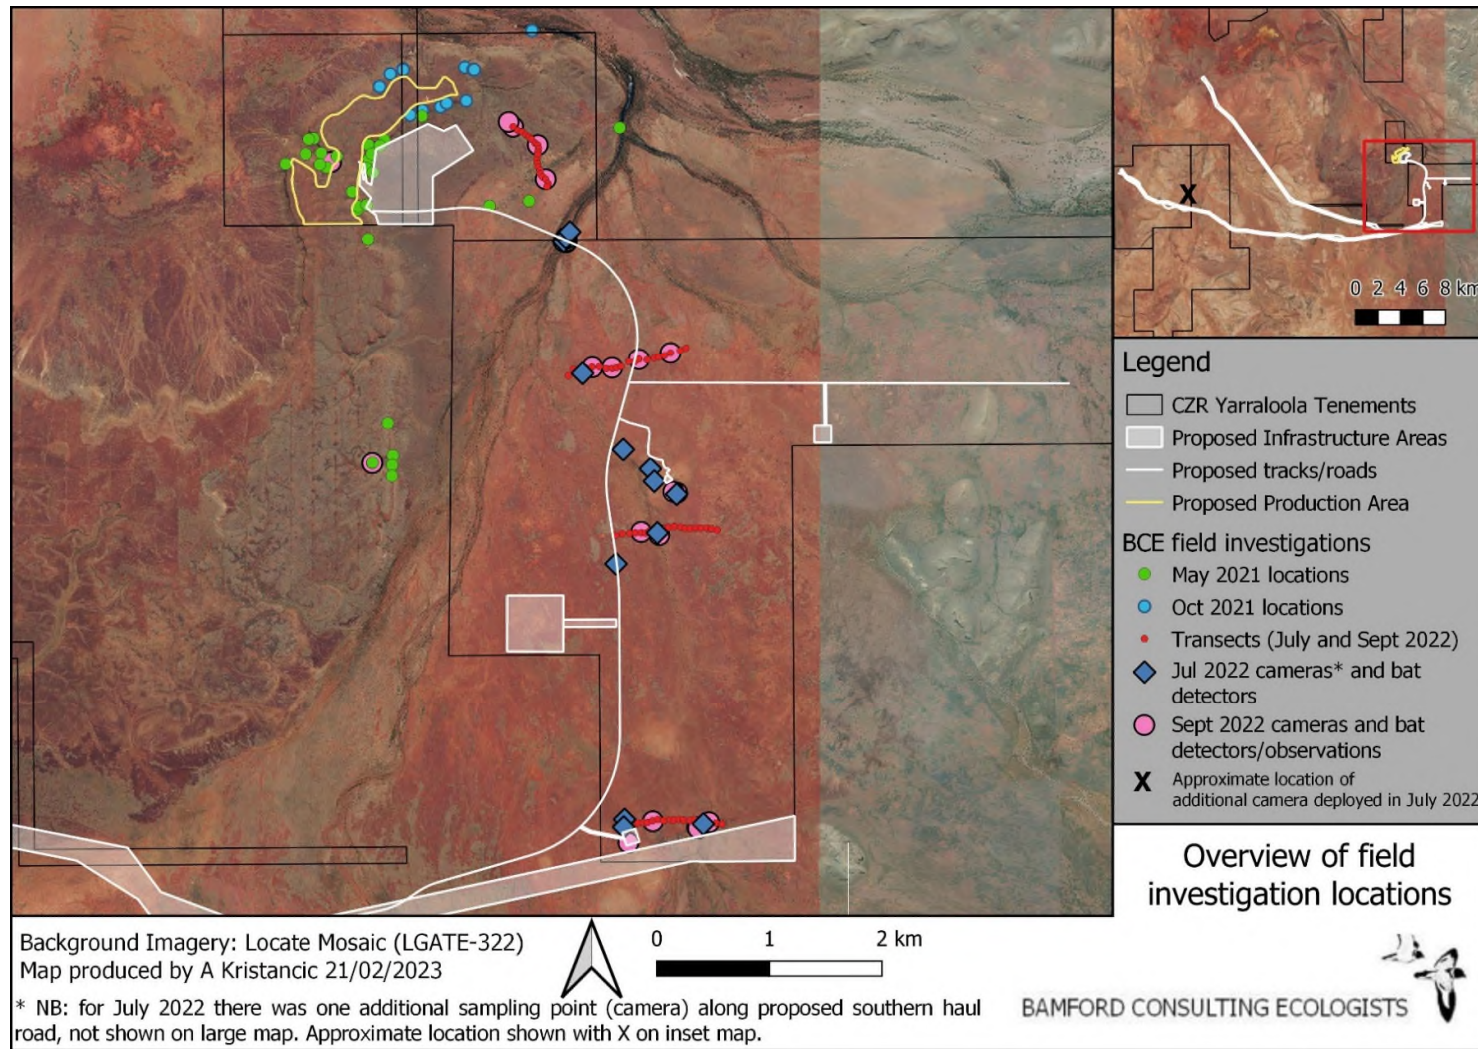 X
0 2 4 6 8 km
Legend
CZR Yarraloola Tenements
Proposed Infrastructure Areas
Proposed tracks/roads
Proposed Production Area
BCE field investigations
May 2021 locations
Oct 2021 locations
Transects (July and Sept 2022)
Jul 2022 cameras* and bat
detectors
Sept 2022 cameras and bat
detectors/observations
X Approximate location of
additional camera deployed in July 2022
Overview of field
investigation locations
Background Imagery: Locate Mosaic (LGATE-322)
Map produced by A Kristancic 21/02/2023
0 1 2 km
* NB: for July 2022 there was one additional sampling point (camera) along proposed southern haul
road, not shown on large map. Approximate location shown with X on inset map.
BAMFORD CONSULTING ECOLOGISTS